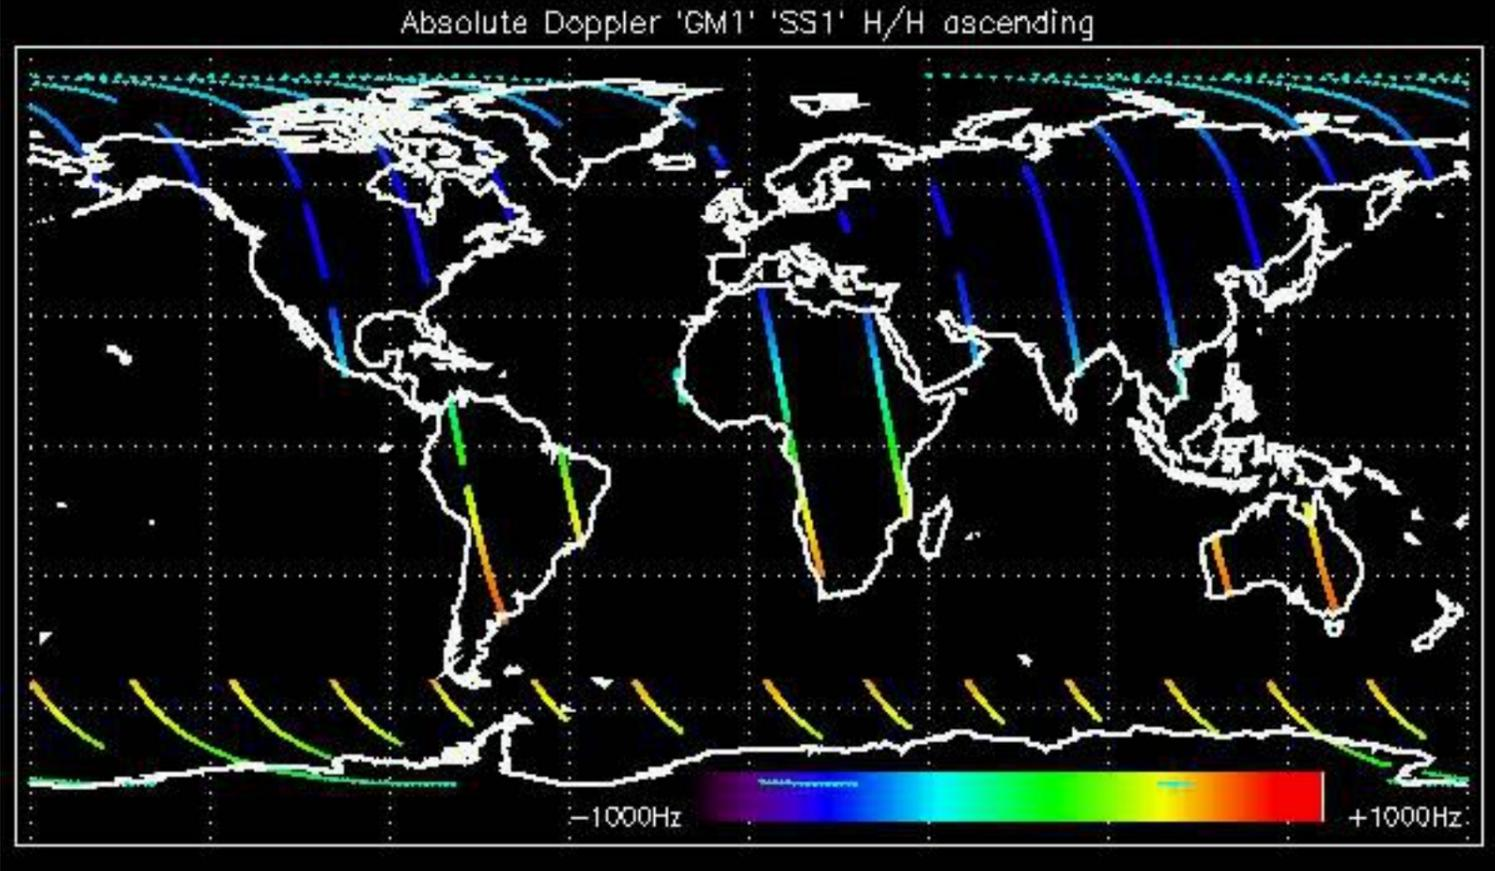 Absolute Doppler 'GM1' 'SS1' H/H ascending
−1000Hz
+1000Hz